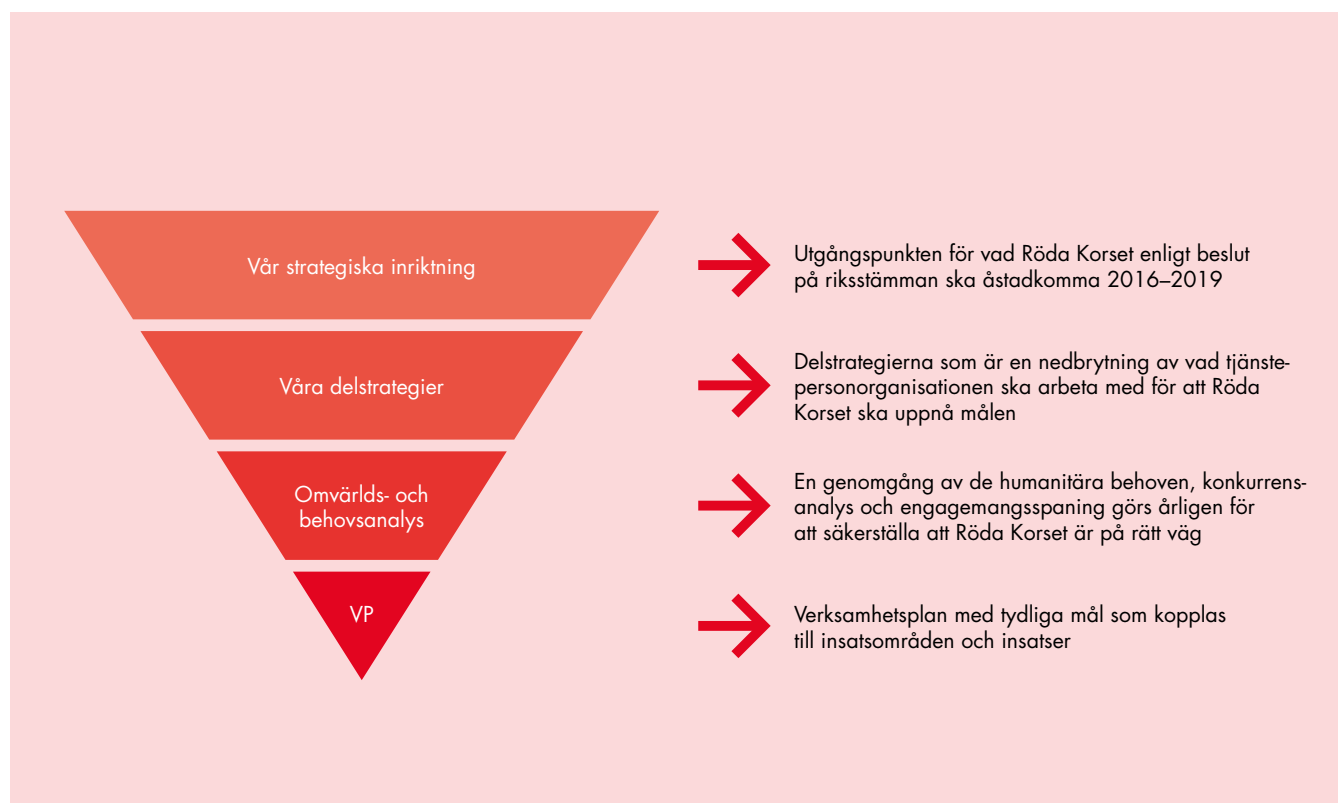 Vår strategiska inriktning
Utgångspunkten för vad Röda Korset enligt beslut
på riksstämman ska åstadkomma 2016–2019
Våra delstrategier
Delstrategierna som är en nedbrytning av vad tjänste-
personorganisationen ska arbeta med för att Röda
Korset ska uppnå målen
Omvärlds- och
behovsanalys
En genomgång av de humanitära behoven, konkurrens-
analys och engagemangsspaning görs årligen för
att säkerställa att Röda Korset är på rätt väg
VP
Verksamhetsplan med tydliga mål som kopplas
till insatsområden och insatser